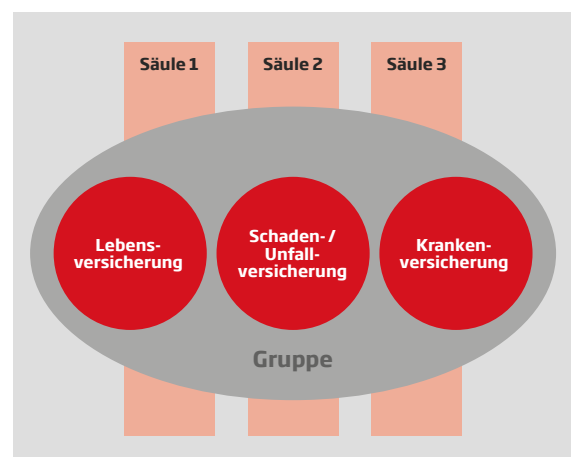 Säule 1
Säule 2
Säule 3
Lebens-
versicherung
Schaden- /
Unfall-
versicherung
Kranken-
versicherung
Gruppe